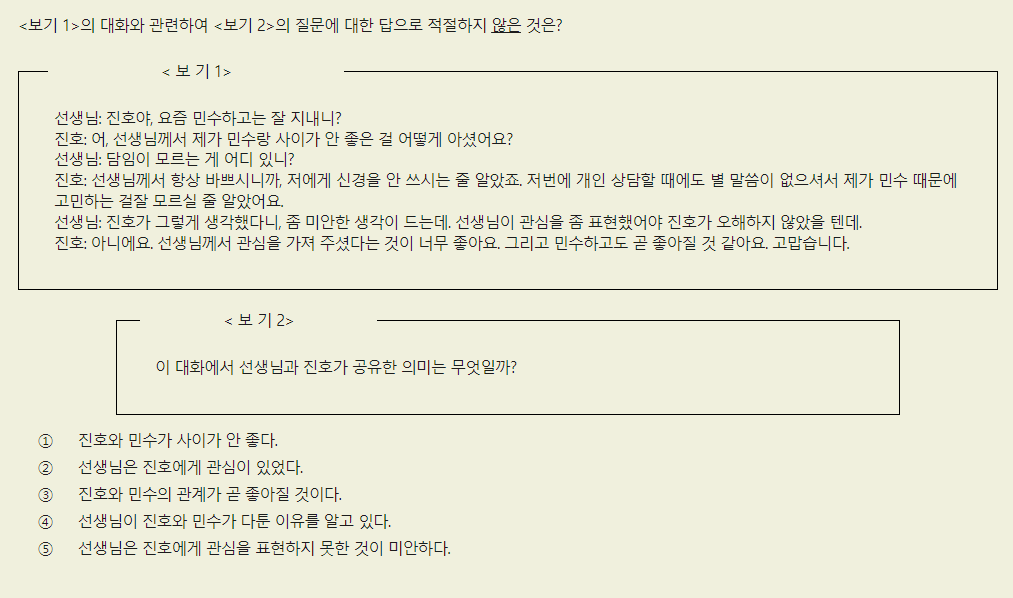 <보기 1>의 대화와 관련하여 <보기 2>의 질문에 대한 답으로 적절하지 않은 것은?
< 보 기 1>
선생님: 진호야, 요즘 민수하고는 잘 지내니?
진호: 어, 선생님께서 제가 민수랑 사이가 안 좋은 걸 어떻게 아셨어요?
선생님: 담임이 모르는 게 어디 있니?
진호: 선생님께서 항상 바쁘시니까, 저에게 신경을 안 쓰시는 줄 알았죠. 저번에 개인 상담할 때에도 별 말씀이 없으셔서 제가 민수 때문에
고민하는 걸잘 모르실 줄 알았어요.
선생님: 진호가 그렇게 생각했다니, 좀 미안한 생각이 드는데. 선생님이 관심을 좀 표현했어야 진호가 오해하지 않았을 텐데.
진호: 아니에요. 선생님께서 관심을 가져 주셨다는 것이 너무 좋아요. 그리고 민수하고도 곧 좋아질 것 같아요. 고맙습니다.
< 보 기 2>
이 대화에서 선생님과 진호가 공유한 의미는 무엇일까?
① 진호와 민수가 사이가 안 좋다.
② 선생님은 진호에게 관심이 있었다.
③ 진호와 민수의 관계가 곧 좋아질 것이다.
④ 선생님이 진호와 민수가 다툰 이유를 알고 있다.
⑤ 선생님은 진호에게 관심을 표현하지 못한 것이 미안하다.